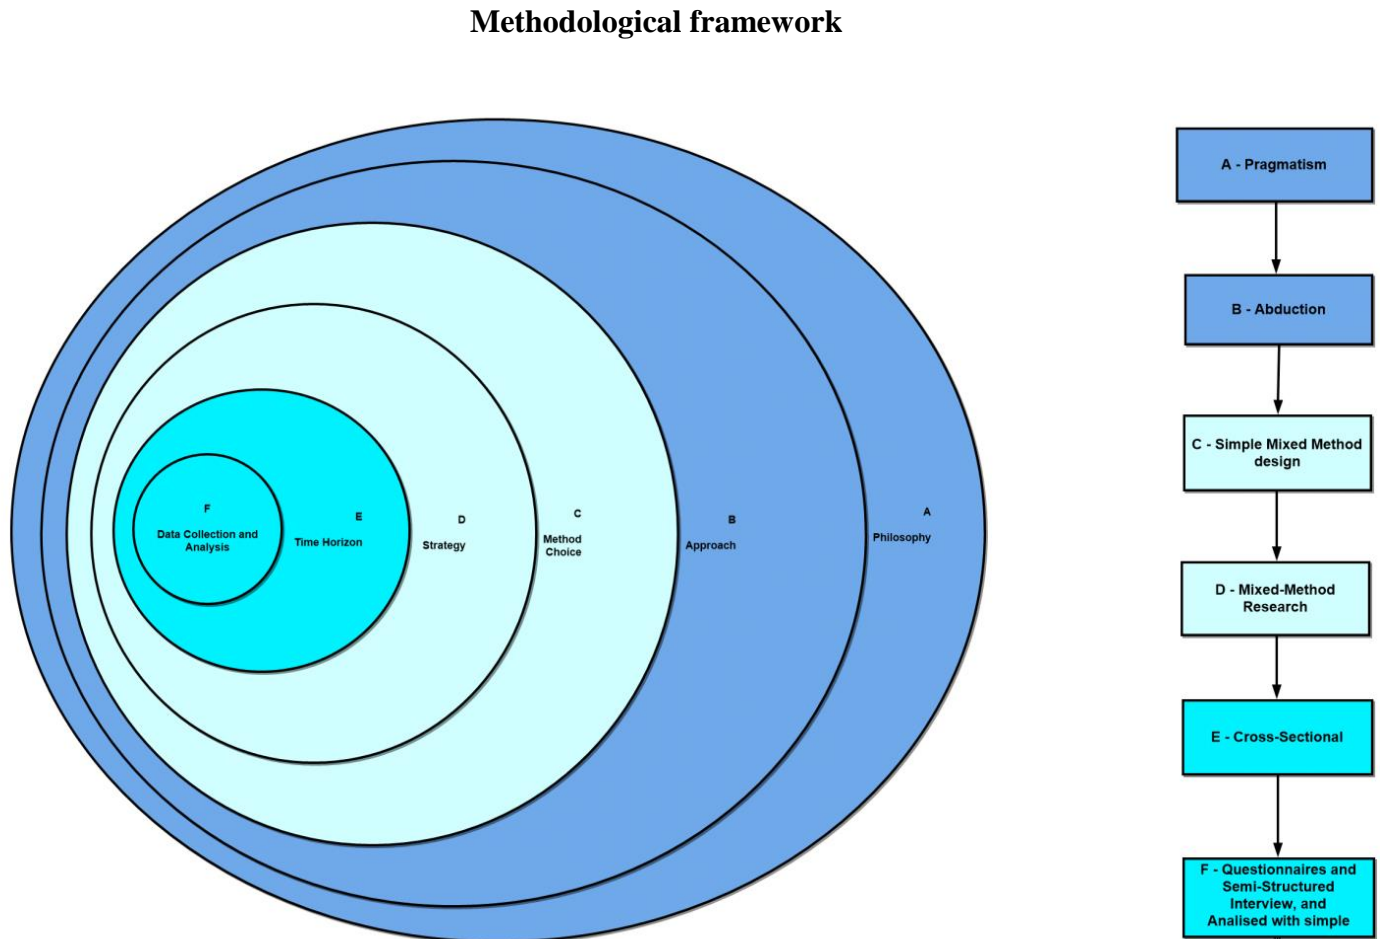 Methodological framework
A
Philosophy
B
Approach
C
Method
Choice
D
Strategy
E
Time Horizon
F
Data Collection and
Analysis
A - Pragmatism
B - Abduction
C - Simple Mixed Method
design
D - Mixed-Method
Research
E - Cross-Sectional
F - Questionnaires and
Semi-Structured
Interview, and
Analised with simple